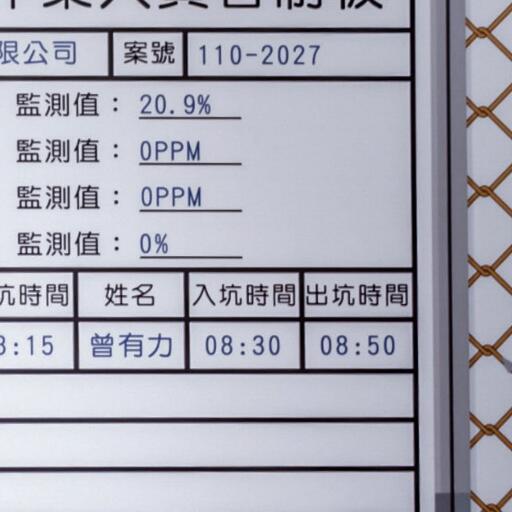 限公司 案號 110-2027
監測值：20.9%
監測值：0PPM
監測值：0PPM
監測值：0%
坑時間 姓名 入坑時間 出坑時間
:15 曾有力 08:30 08:50